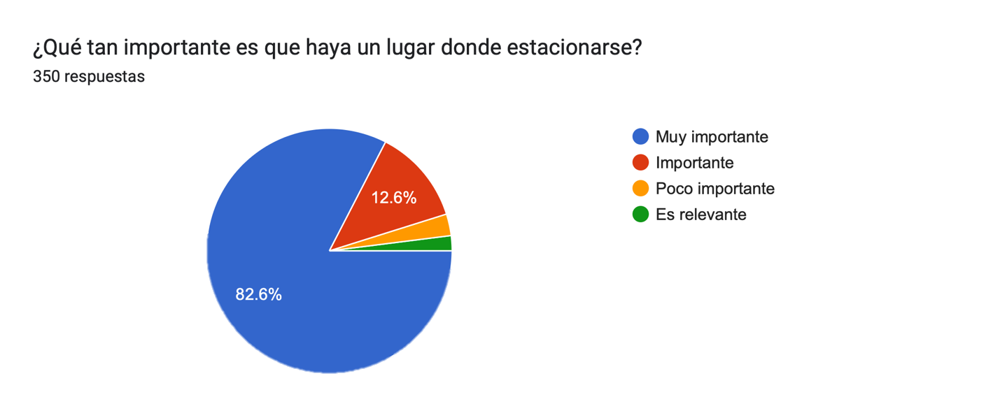 ¿Qué tan importante es que haya un lugar donde estacionarse?
350 respuestas
Muy importante
Importante
Poco importante
Es relevante
12.6%
82.6%